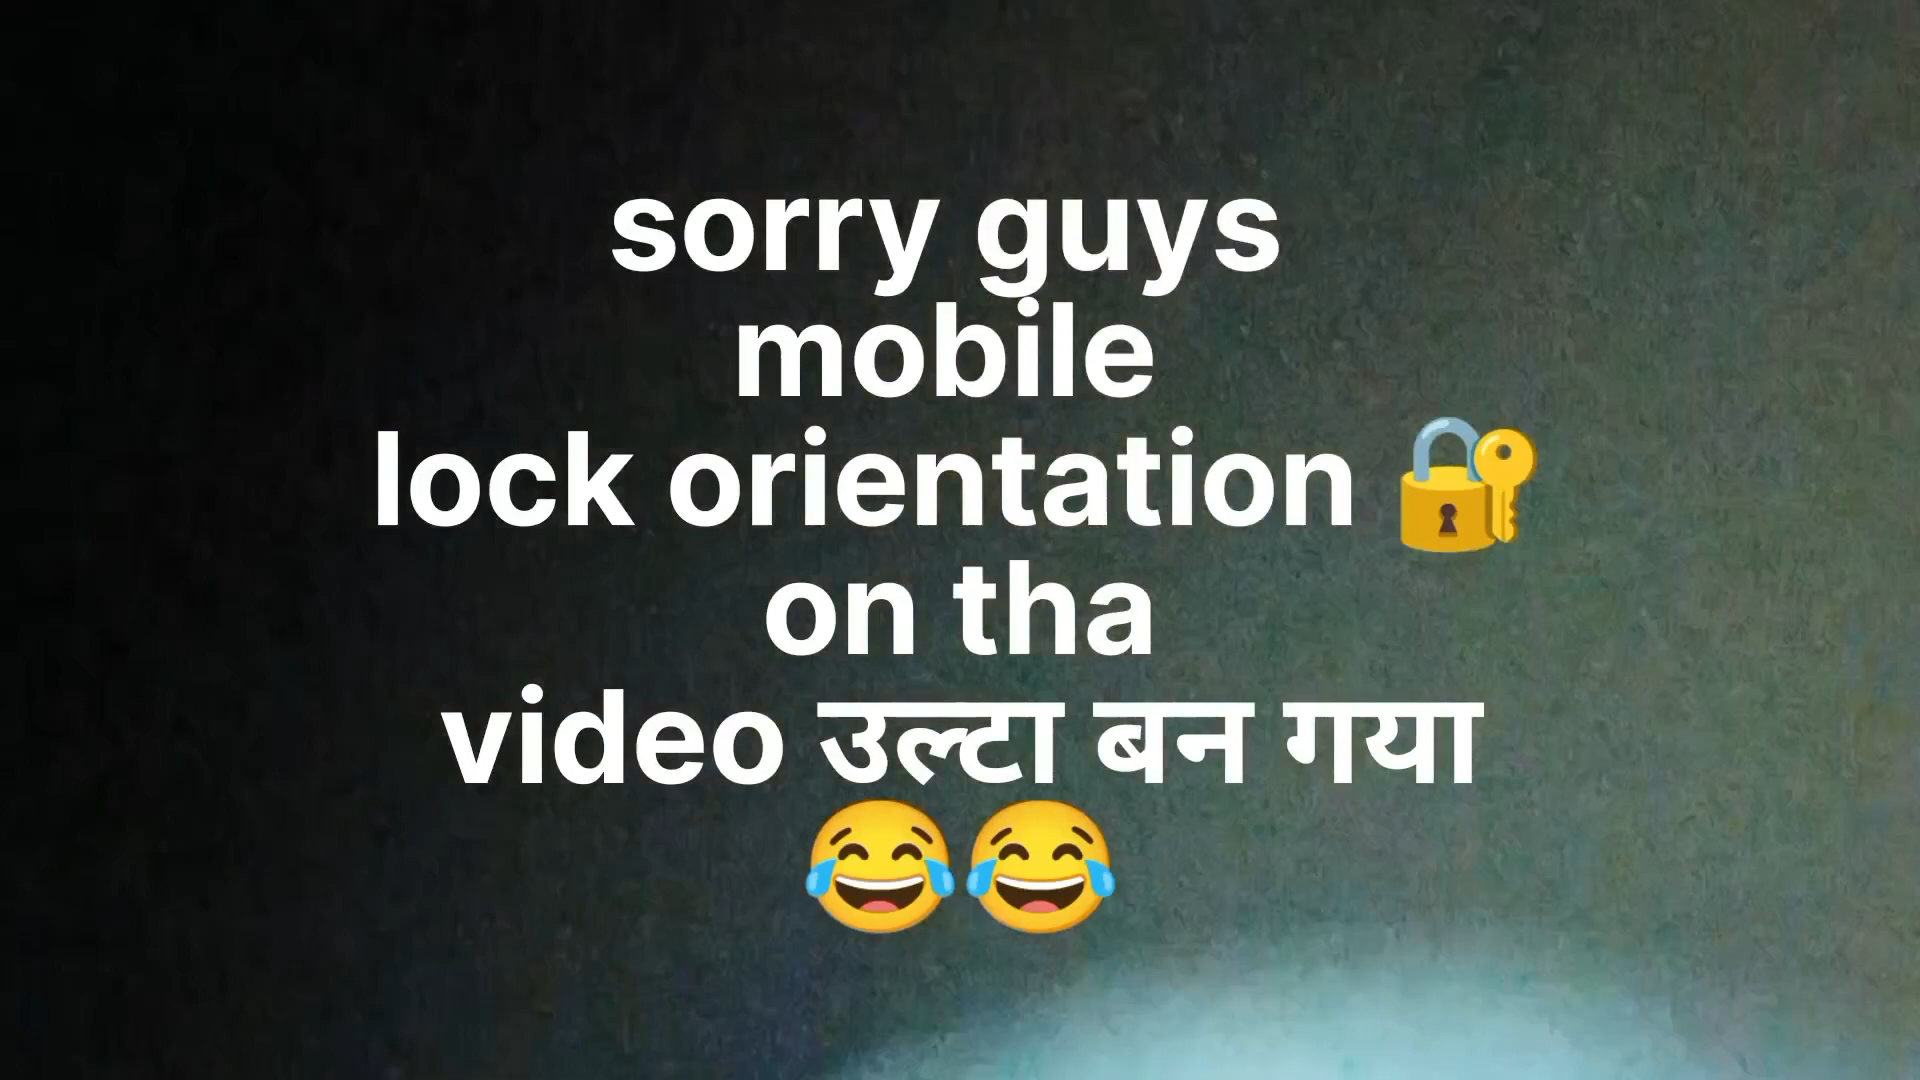 sorry guys
mobile
lock orientation 🔐
on tha
video उल्टा बन गया
😂😂